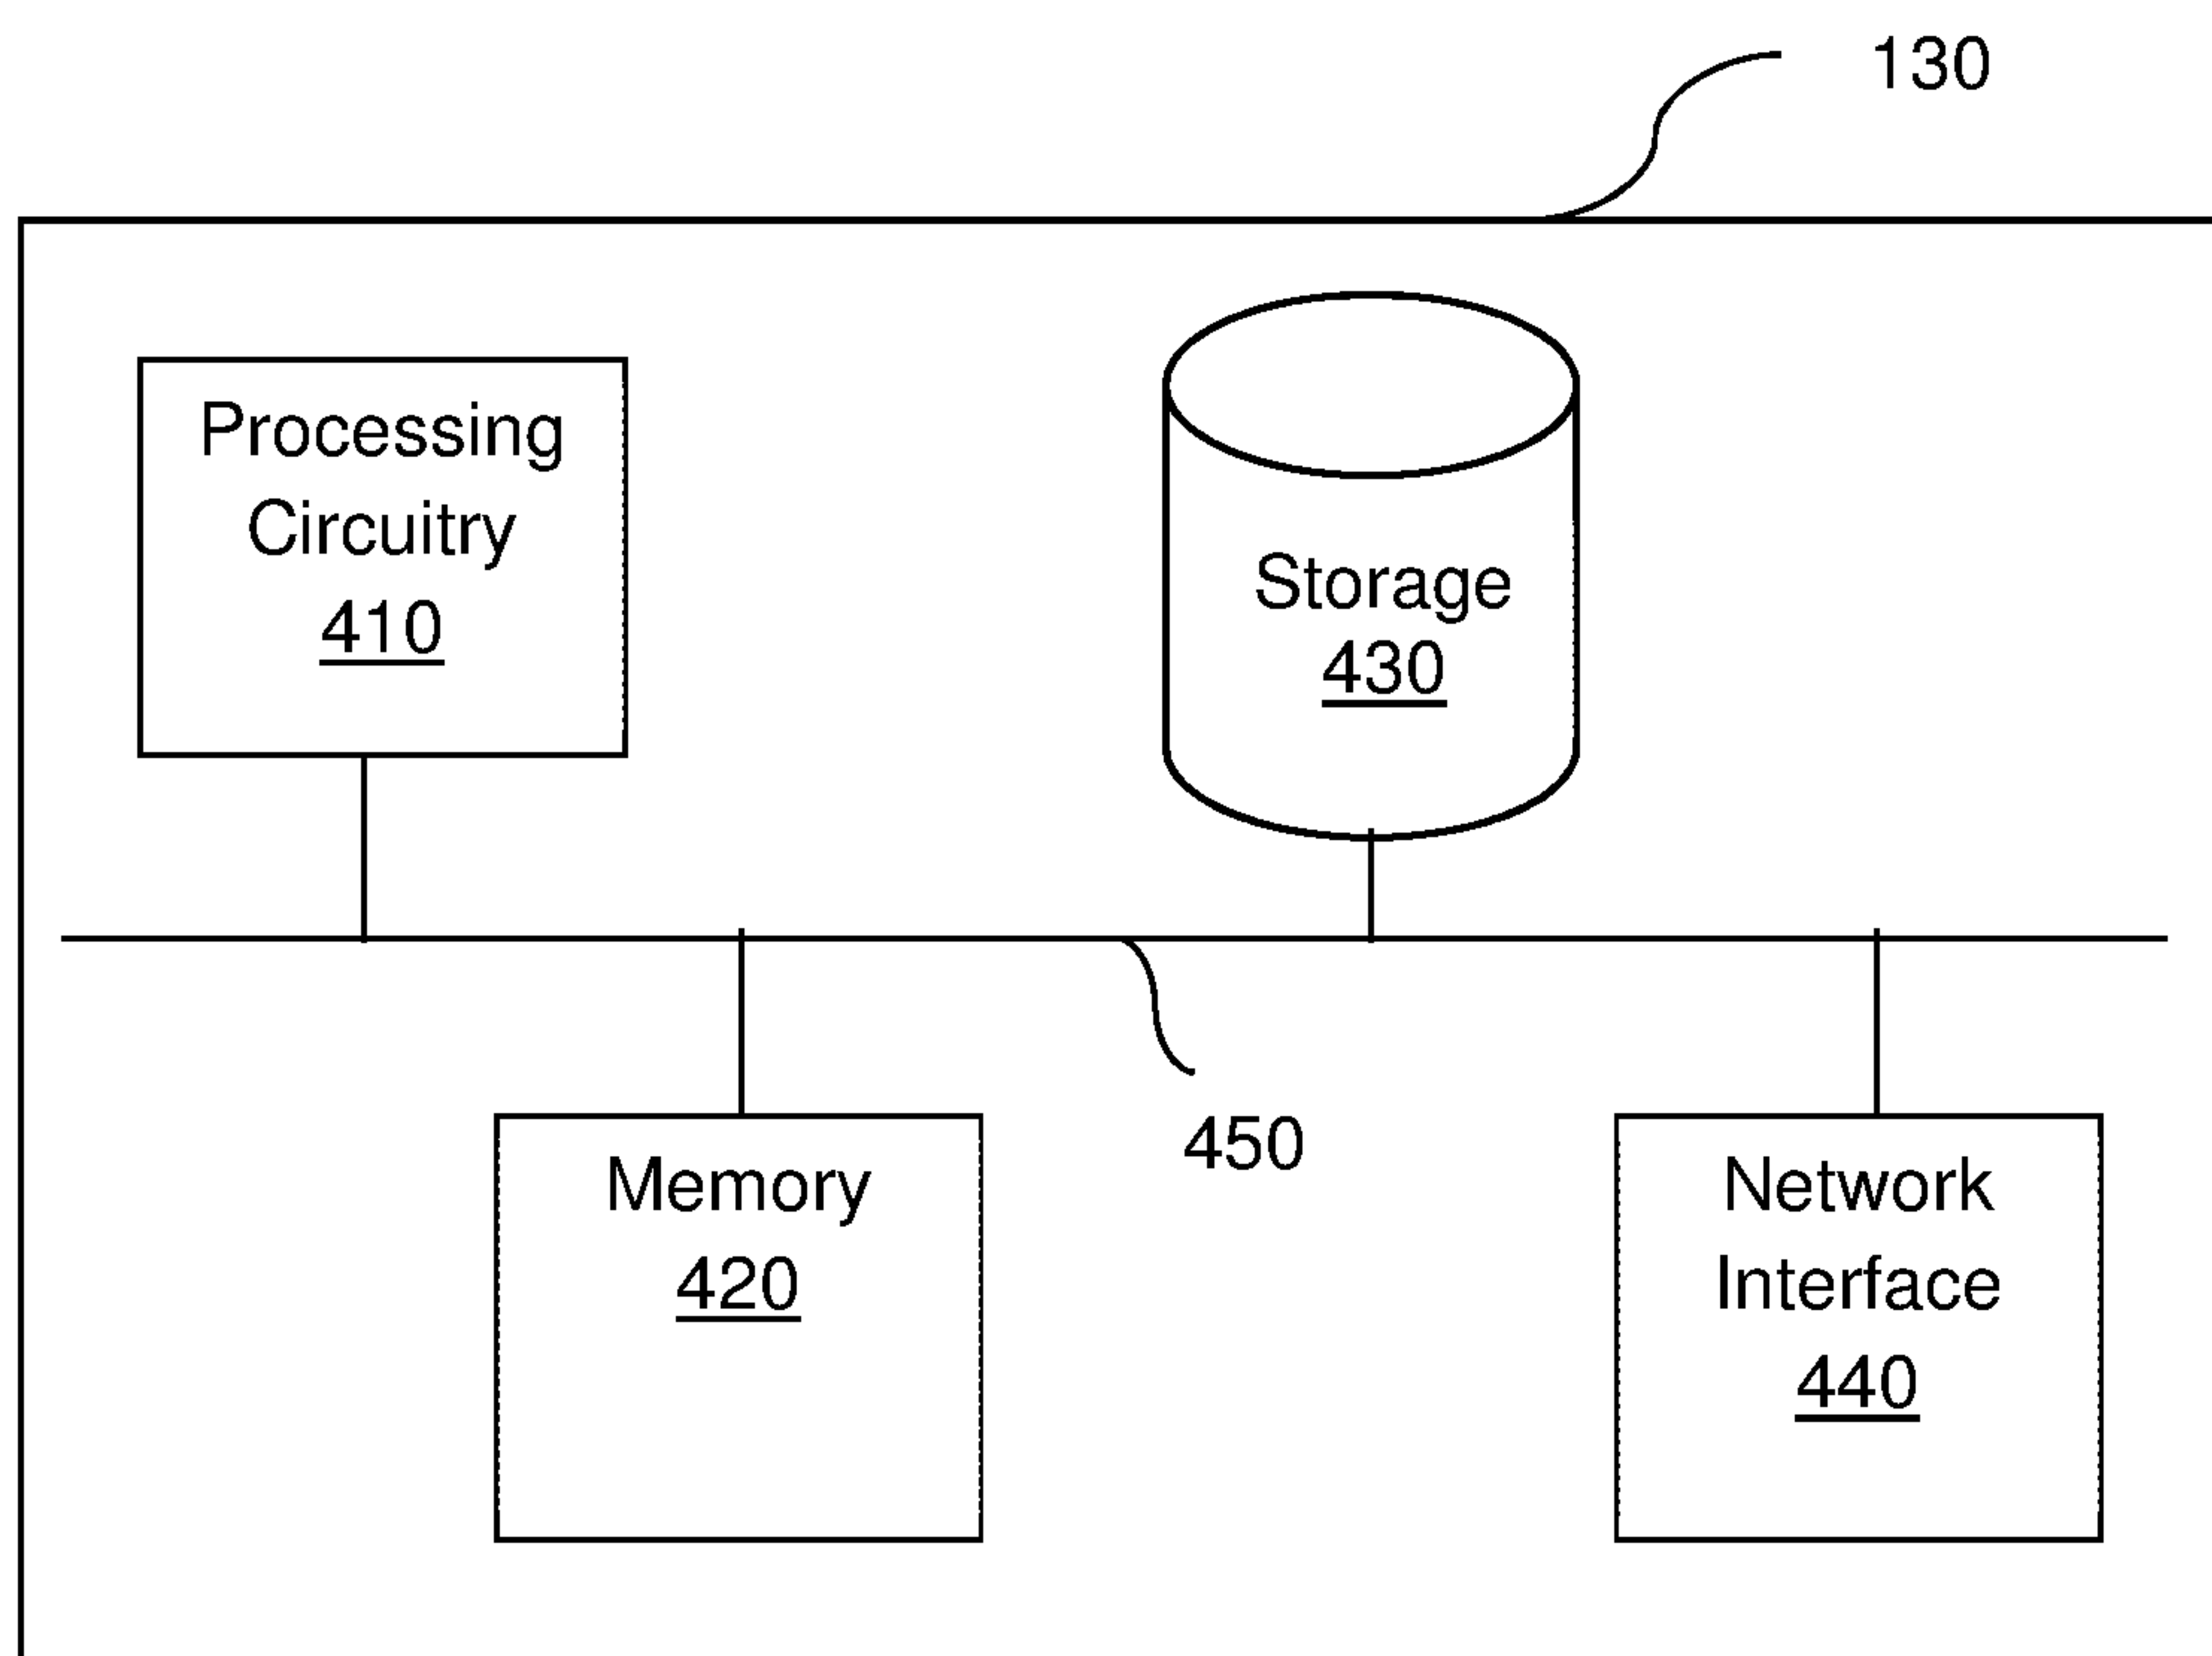 130
Processing
Circuitry
410
Storage
430
450
Memory
420
Network
Interface
440